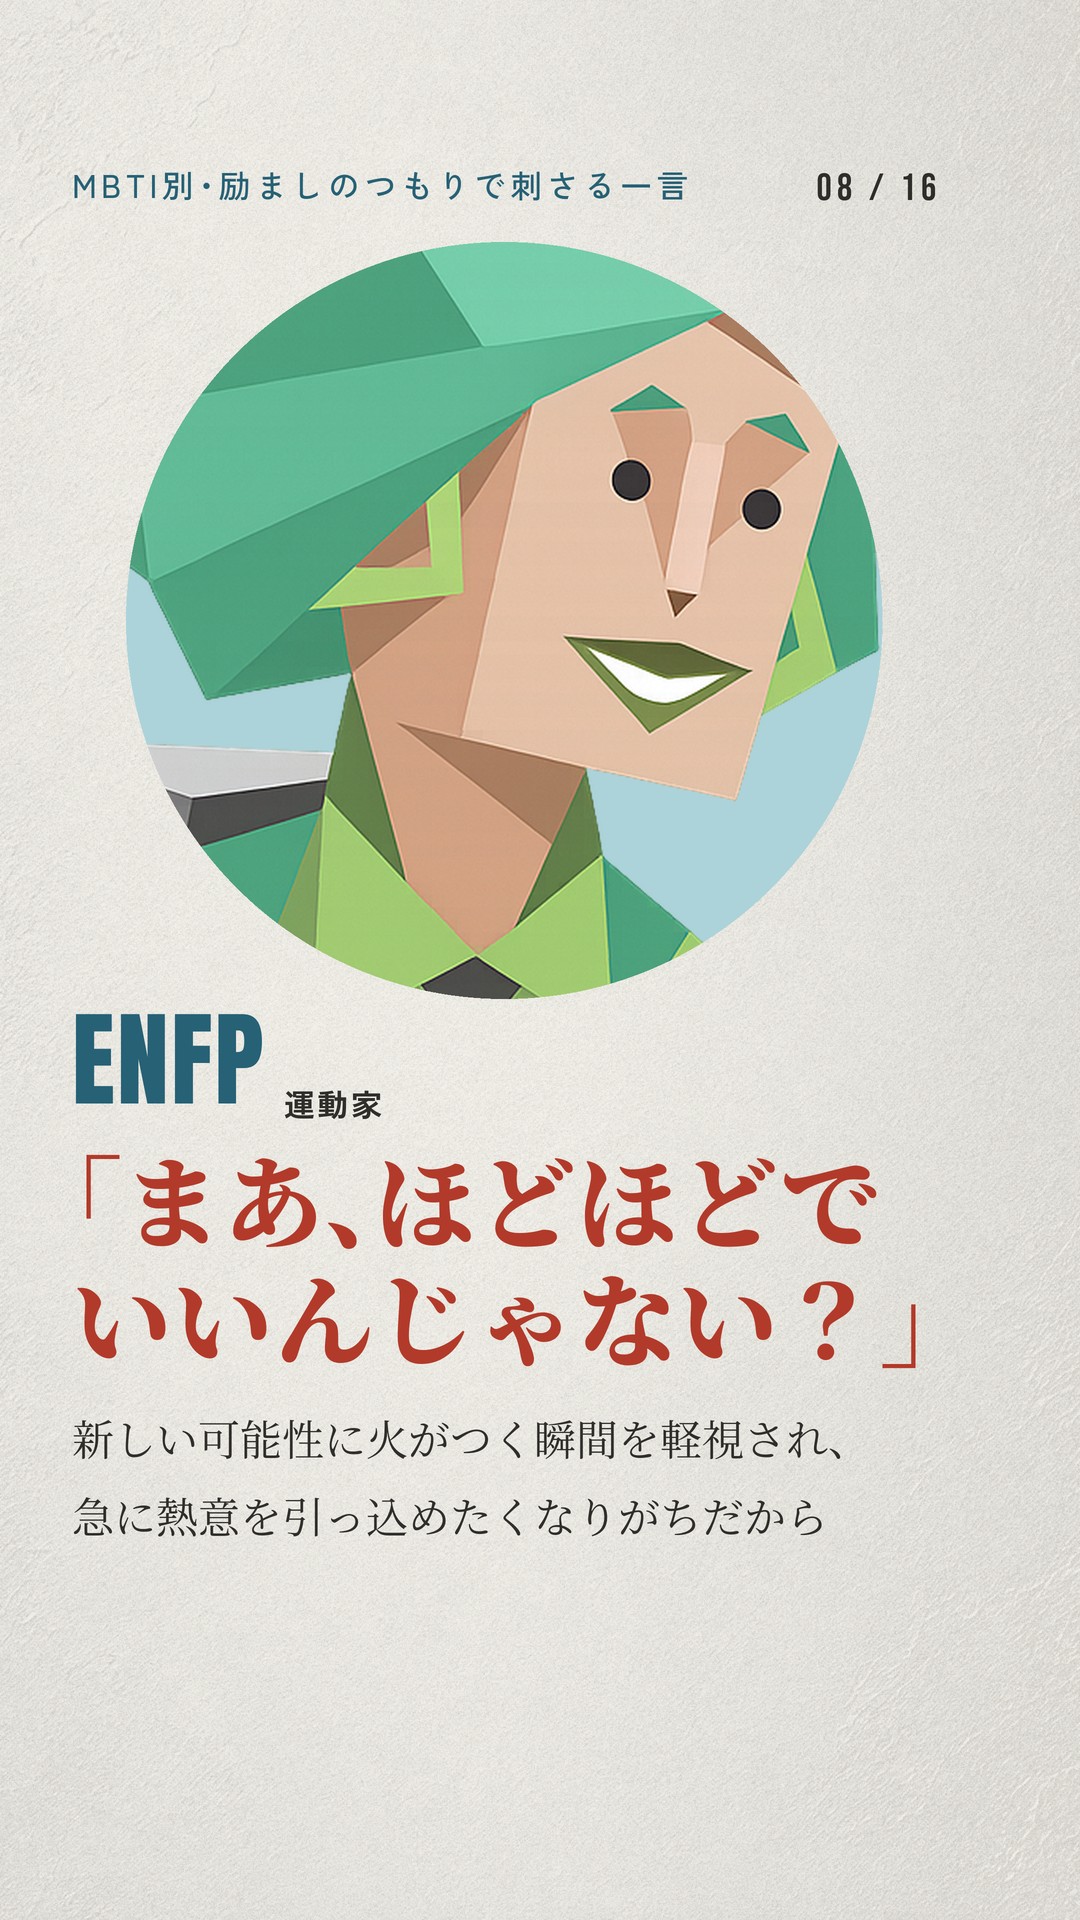 MBTI別・励ましのつもりで刺さる一言
08 / 16
ENFP
運動家
「まあ、ほどほどで
いいんじゃない？」
新しい可能性に火がつく瞬間を軽視され、
急に熱意を引っ込めたくなりがちだから